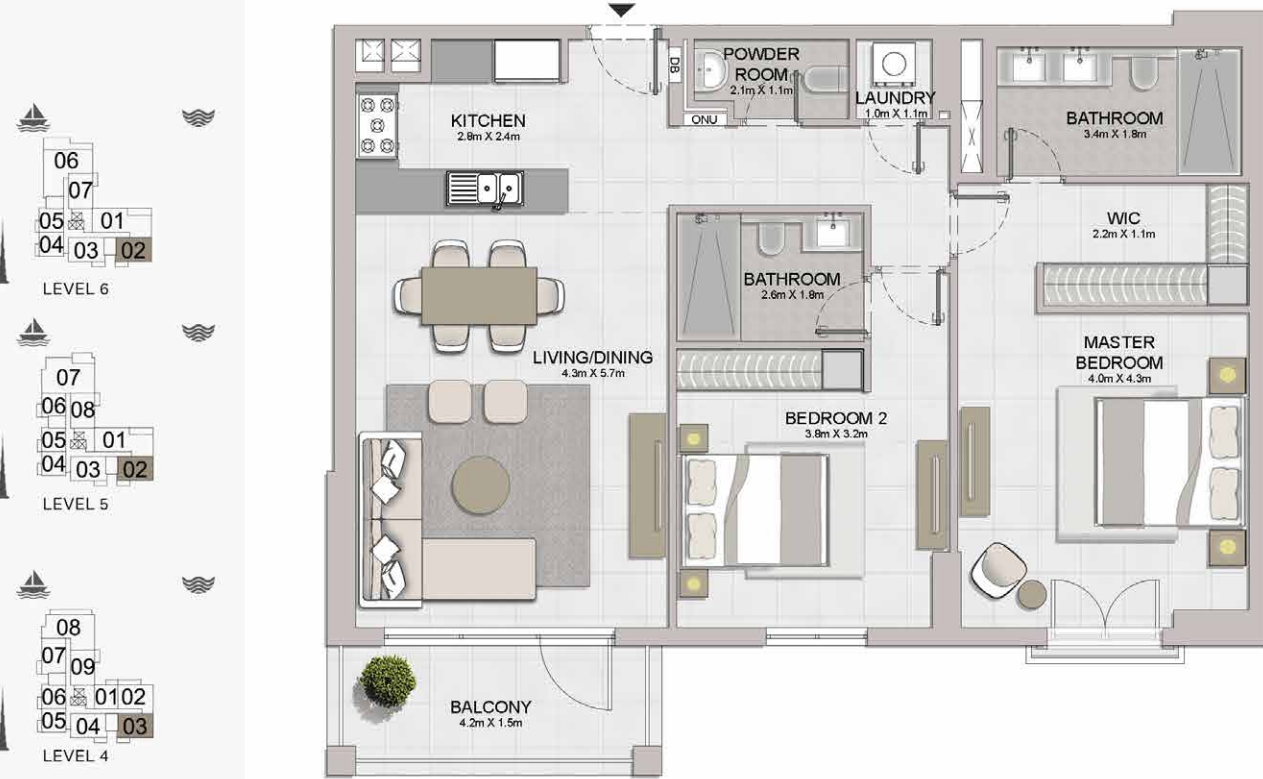 06
07
05
01
04
03
02
LEVEL 6
07
06
08
05
01
04
03
02
LEVEL 5
08
07
09
06
01
02
05
04
03
LEVEL 4
KITCHEN
2.8m X 2.4m
DB
ONU
POWDER
ROOM
2.1m X 1.1m
LAUNDRY
1.0m X 1.1m
BATHROOM
3.4m X 1.8m
WIC
2.2m X 1.1m
BATHROOM
2.6m X 1.8m
LIVING/DINING
4.3m X 5.7m
MASTER
BEDROOM
4.0m X 4.3m
BEDROOM 2
3.8m X 3.2m
BALCONY
4.2m X 1.5m